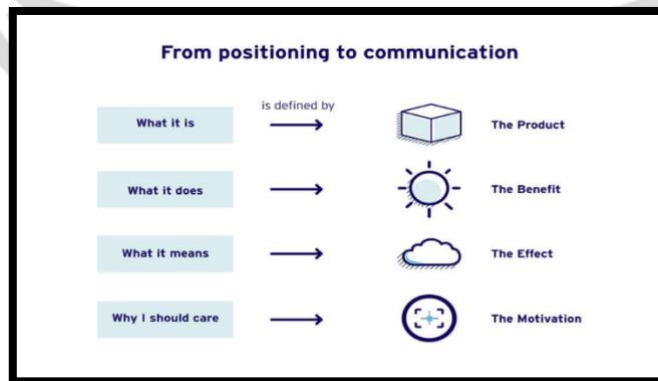 From positioning to communication
is defined by
What it is
The Product
What it does
The Benefit
What it means
The Effect
Why I should care
The Motivation